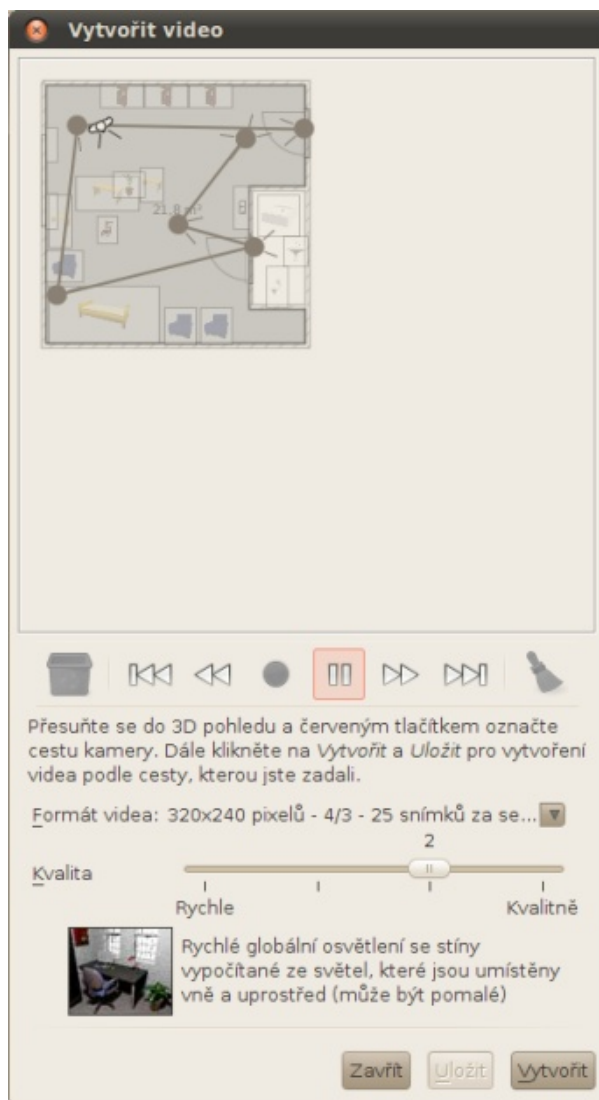 Vytvořit video
21,8 m²
Přesuňte se do 3D pohledu a červeným tlačítkem označte
cestu kamery. Dále klikněte na Vytvořit a Uložit pro vytvoření
videa podle cesty, kterou jste zadali.
Formát videa: 320x240 pixelů - 4/3 - 25 snímků za se...
2
Kvalita
Rychle Kvalitně
Rychlé globální osvětlení se stíny
vypočítané ze světel, které jsou umístěny
vně a uprostřed (může být pomalé)
Zavřít Uložit Vytvořit